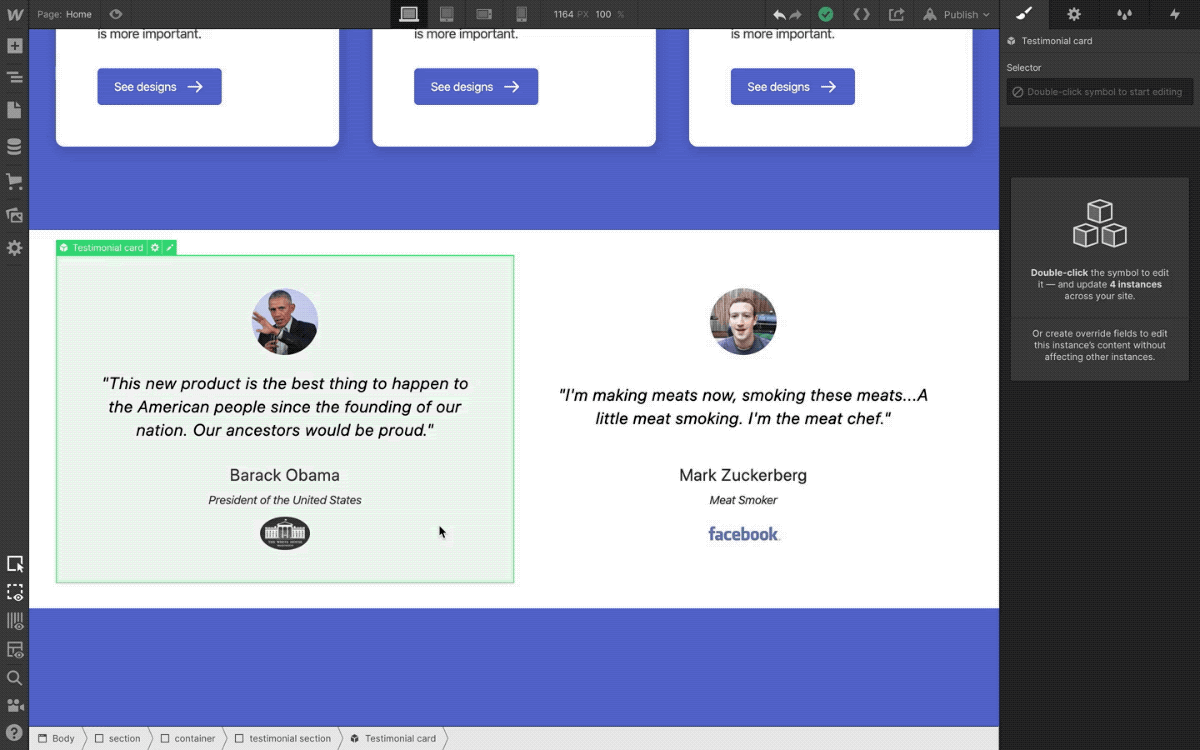 Page: Home
1164 PX 100 %
Publish
is more important.
is more important.
is more important.
See designs
See designs
See designs
Testimonial card
"This new product is the best thing to happen to
the American people since the founding of our
nation. Our ancestors would be proud."
Barack Obama
President of the United States
"I'm making meats now, smoking these meats...A
little meat smoking. I'm the meat chef."
Mark Zuckerberg
Meat Smoker
facebook
Testimonial card
Selector
Double-click symbol to start editing
Double-click the symbol to edit
it — and update 4 instances
across your site.
Or create override fields to edit
this instance's content without
affecting other instances.
Body
section
container
testimonial section
Testimonial card